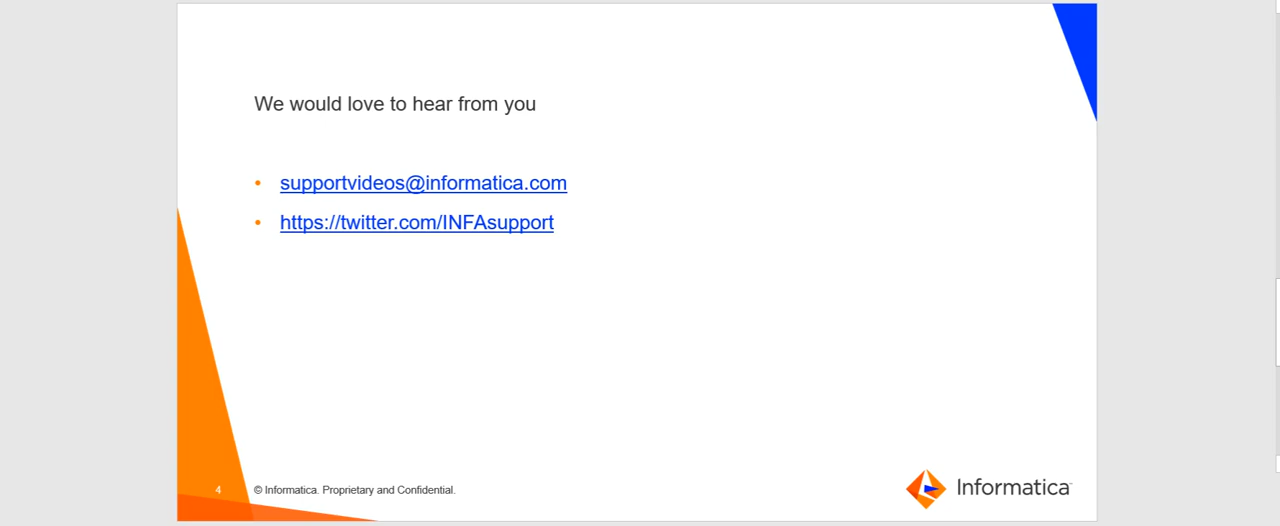 We would love to hear from you
• supportvideos@informatica.com
• https://twitter.com/INFAsupport
4 © Informatica. Proprietary and Confidential.
Informatica